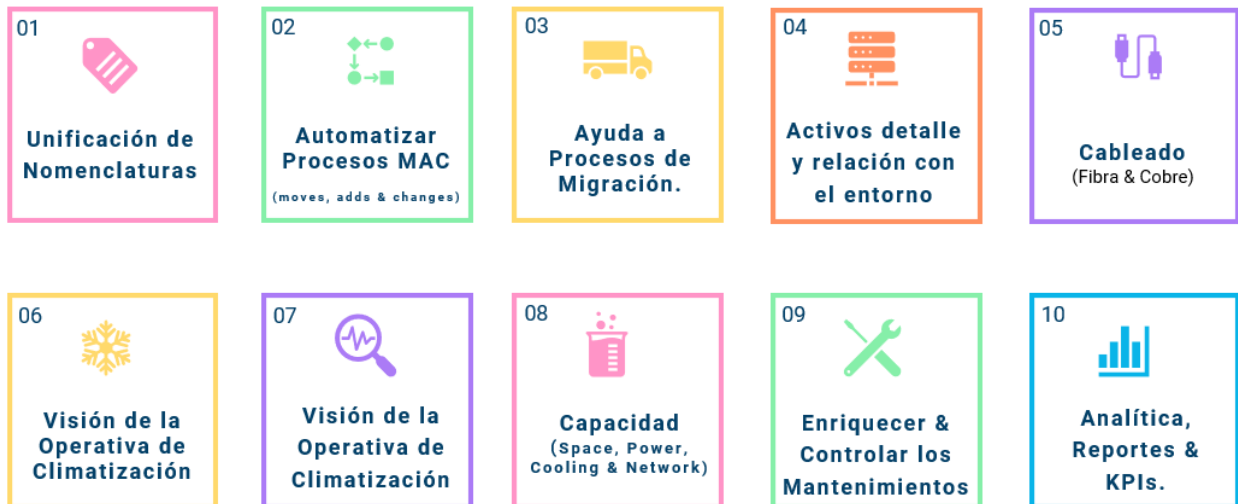 01
Unificación de
Nomenclaturas
02
Automatizar
Procesos MAC
(moves, adds & changes)
03
Ayuda a
Procesos de
Migración.
04
Activos detalle
y relación con
el entorno
05
Cableado
(Fibra & Cobre)
06
Visión de la
Operativa de
Climatización
07
Visión de la
Operativa de
Climatización
08
Capacidad
(Space, Power,
Cooling & Network)
09
Enriquecer &
Controlar los
Mantenimientos
10
Analítica,
Reportes &
KPIs.